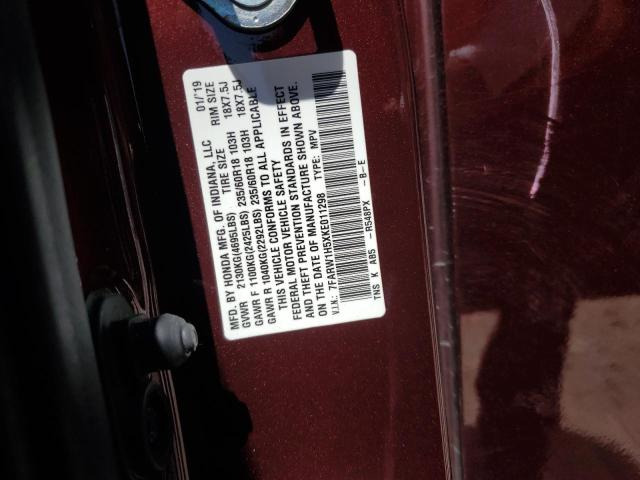 MFD. BY HONDA MFG. OF INDIANA, LLC 01/'19
TIRE SIZE RIM SIZE
GVWR 2130KG(4695LBS)
GAWR F 1100KG(2425LBS) 235/60R18 103H 18X7.5J
GAWR R 1040KG(2292LBS) 235/60R18 103H 18X7.5J
THIS VEHICLE CONFORMS TO ALL APPLICABLE
FEDERAL MOTOR VEHICLE SAFETY
AND THEFT PREVENTION STANDARDS IN EFFECT
ON THE DATE OF MANUFACTURE SHOWN ABOVE.
V.I.N.: 7FARW1H5XKE011298 TYPE: MPV
TNS K AB5 -R548PX -B-E